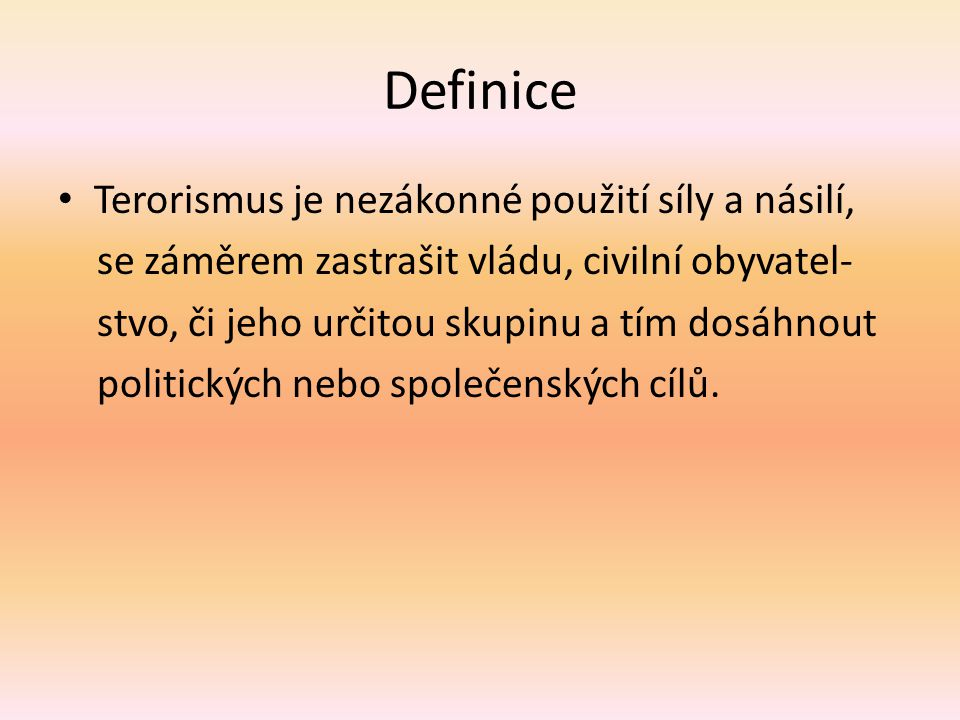 Definice
• Terorismus je nezákonné použití síly a násilí,
se záměrem zastrašit vládu, civilní obyvatel-
stvo, či jeho určitou skupinu a tím dosáhnout
politických nebo společenských cílů.